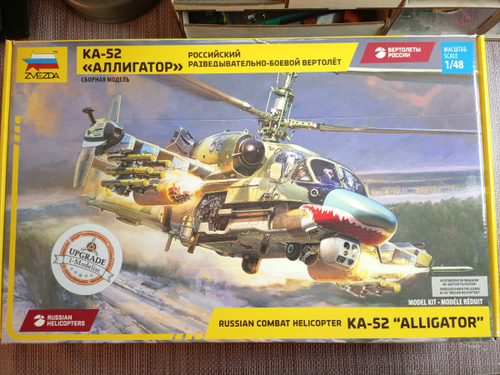 ZVEZDA
КА-52
«АЛЛИГАТОР»
СБОРНАЯ МОДЕЛЬ
РОССИЙСКИЙ
РАЗВЕДЫВАТЕЛЬНО-БОЕВОЙ ВЕРТОЛЁТ
ВЕРТОЛЕТЫ
РОССИИ
МАСШТАБ
SCALE
1/48
UPGRADE
I-Modelist
MODEL KIT - MODÈLE RÉDUIT
RUSSIAN
HELICOPTERS
RUSSIAN COMBAT HELICOPTER KA-52 "ALLIGATOR"